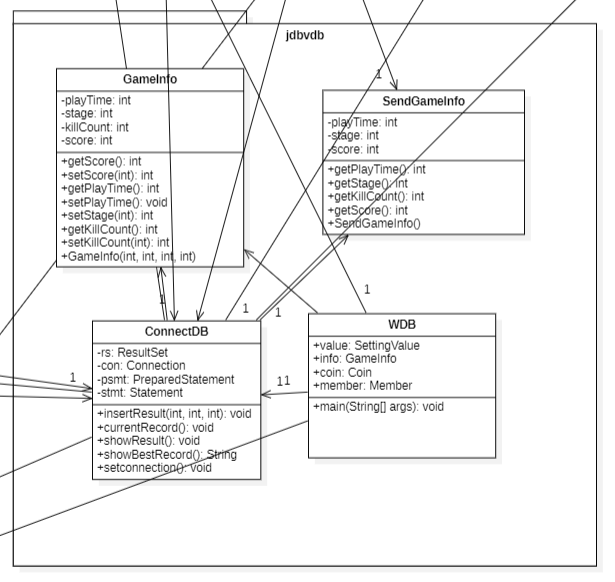 jdbvdb
GameInfo
-playTime: int
-stage: int
-killCount: int
-score: int
+getScore(): int
+setScore(int): int
+getPlayTime(): int
+setPlayTime(): void
+setStage(int): int
+getKillCount(): int
+setKillCount(int): int
+GameInfo(int, int, int, int)
1
SendGameInfo
-playTime: int
-stage: int
-score: int
+getPlayTime(): int
+getStage(): int
+getKillCount(): int
+getScore(): int
+SendGameInfo()
1
1
1
1
ConnectDB
-rs: ResultSet
-con: Connection
-psmt: PreparedStatement
-stmt: Statement
+insertResult(int, int, int): void
+currentRecord(): void
+showResult(): void
+showBestRecord(): String
+setconnection(): void
1
11
WDB
+value: SettingValue
+info: GameInfo
+coin: Coin
+member: Member
+main(String[] args): void